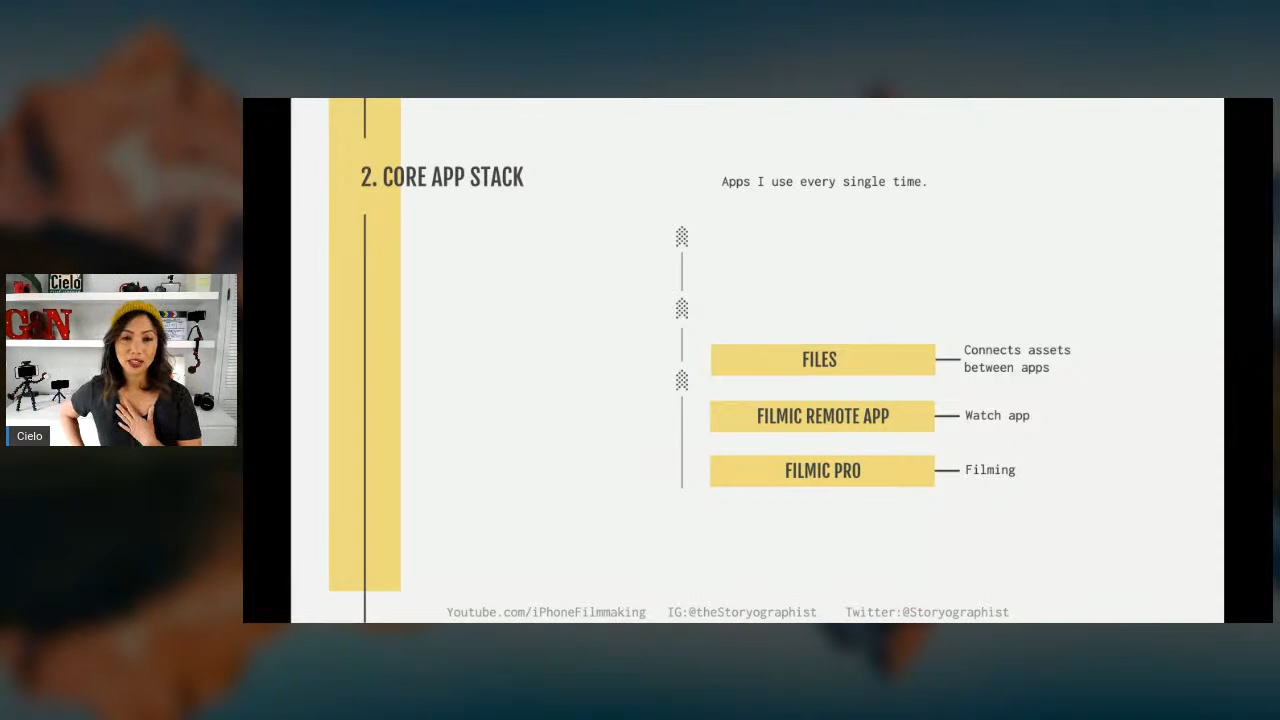 2. CORE APP STACK
Apps I use every single time.
FILES
Connects assets
between apps
FILMIC REMOTE APP
Watch app
FILMIC PRO
Filming
Youtube.com/iPhoneFilmmaking IG:@theStoryographist Twitter:@Storyographist
Cielo
Cielo